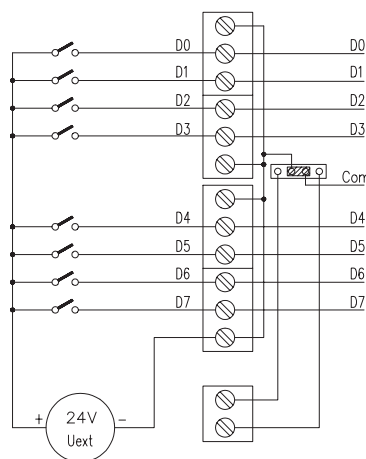 D0 D0
D1 D1
D2 D2
D3 D3
Com
D4 D4
D5 D5
D6 D6
D7 D7
+ 24V -
Uext